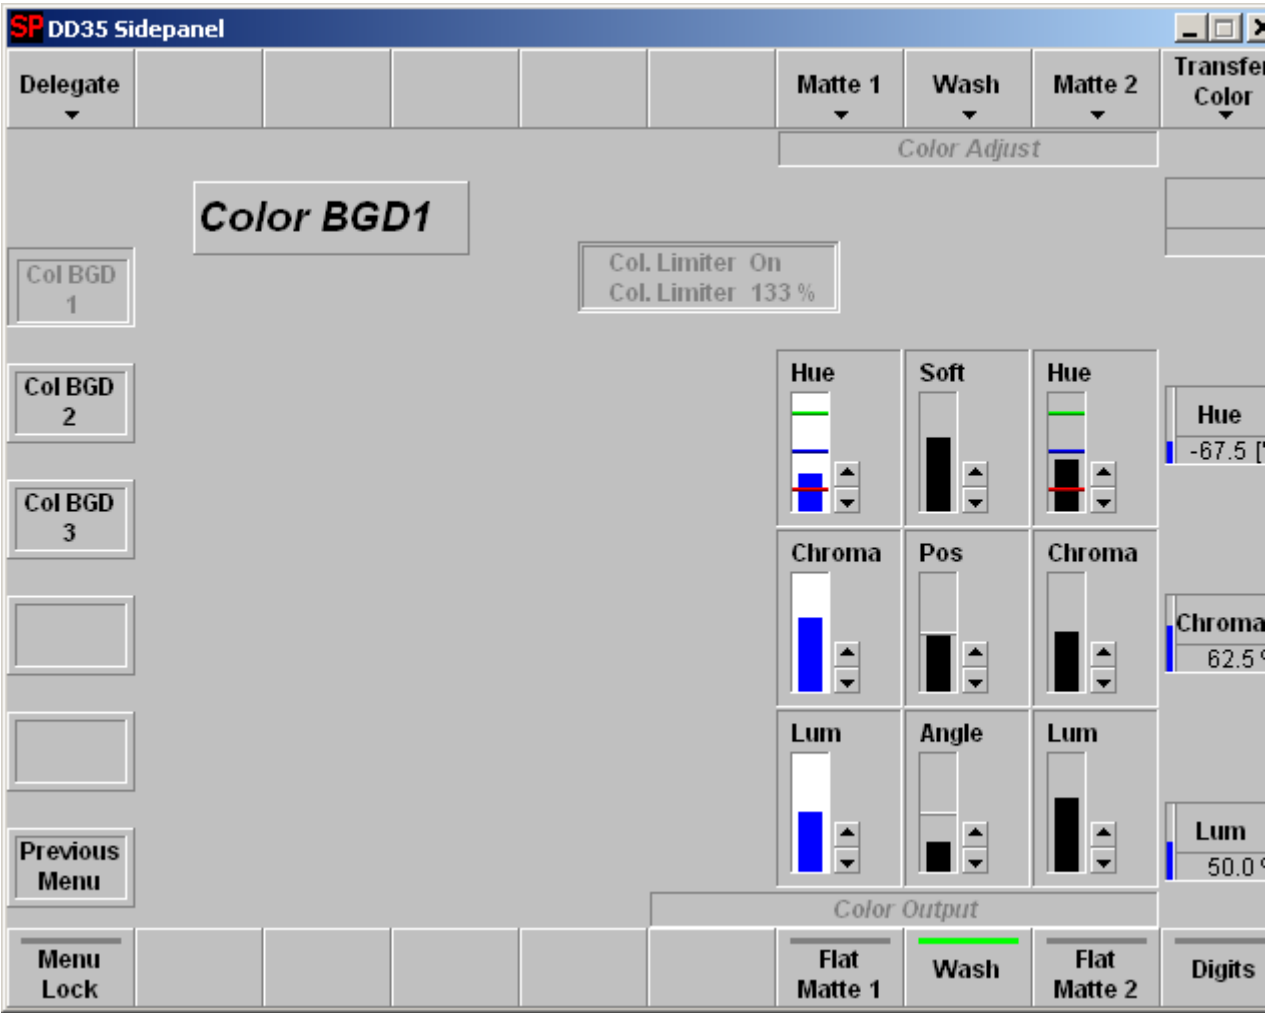 SP DD35 Sidepanel
Delegate
Matte 1
Wash
Matte 2
Transfer
Color
Color Adjust
Color BGD1
Col. Limiter On
Col. Limiter 133 %
Col BGD
1
Col BGD
2
Col BGD
3
Previous
Menu
Hue
Soft
Hue
Hue
-67.5 [°
Chroma
Pos
Chroma
Chroma
62.5 %
Lum
Angle
Lum
Lum
50.0 %
Color Output
Menu
Lock
Flat
Matte 1
Wash
Flat
Matte 2
Digits